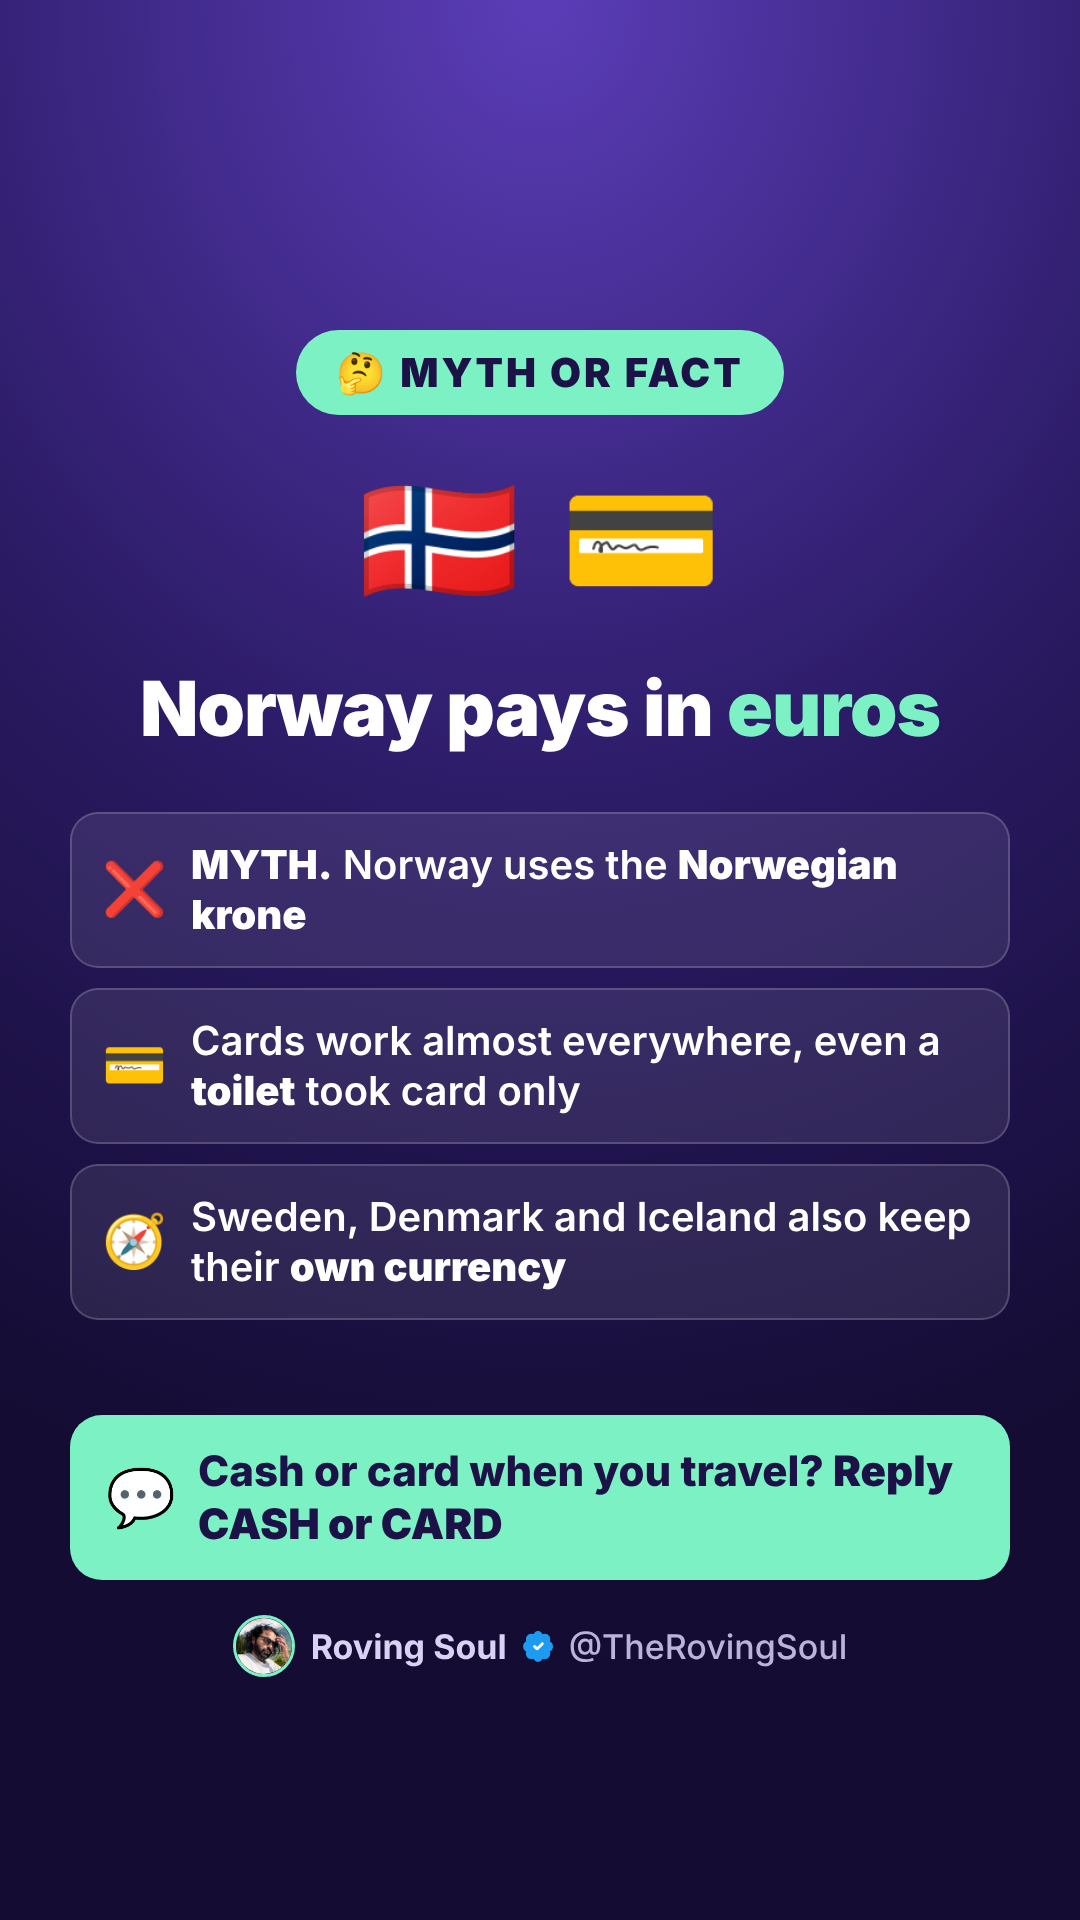 🤔 MYTH OR FACT
Norway pays in euros
MYTH. Norway uses the Norwegian
krone
Cards work almost everywhere, even a
toilet took card only
Sweden, Denmark and Iceland also keep
their own currency
Cash or card when you travel? Reply
CASH or CARD
Roving Soul @TheRovingSoul